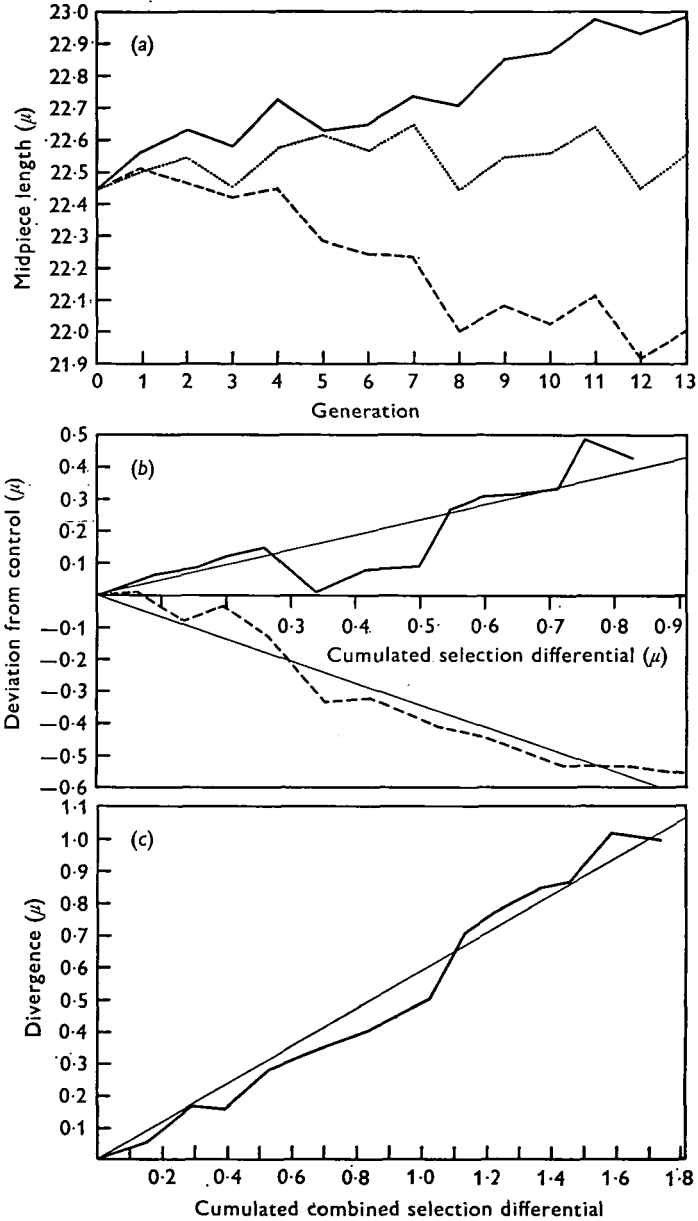 23·0
22·9
22·8
22·7
22·6
22·5
22·4
22·3
22·2
22·1
22·0
21·9
(a)
Midpiece length (μ)
0 1 2 3 4 5 6 7 8 9 10 11 12 13
Generation
0·5
0·4
0·3
0·2
0·1
−0·1
−0·2
−0·3
−0·4
−0·5
−0·6
(b)
Deviation from control (μ)
0·3 0·4 0·5 0·6 0·7 0·8 0·9
Cumulated selection differential (μ)
1·1
1·0
0·9
0·8
0·7
0·6
0·5
0·4
0·3
0·2
0·1
(c)
Divergence (μ)
0·2 0·4 0·6 0·8 1·0 1·2 1·4 1·6 1·8
Cumulated combined selection differential